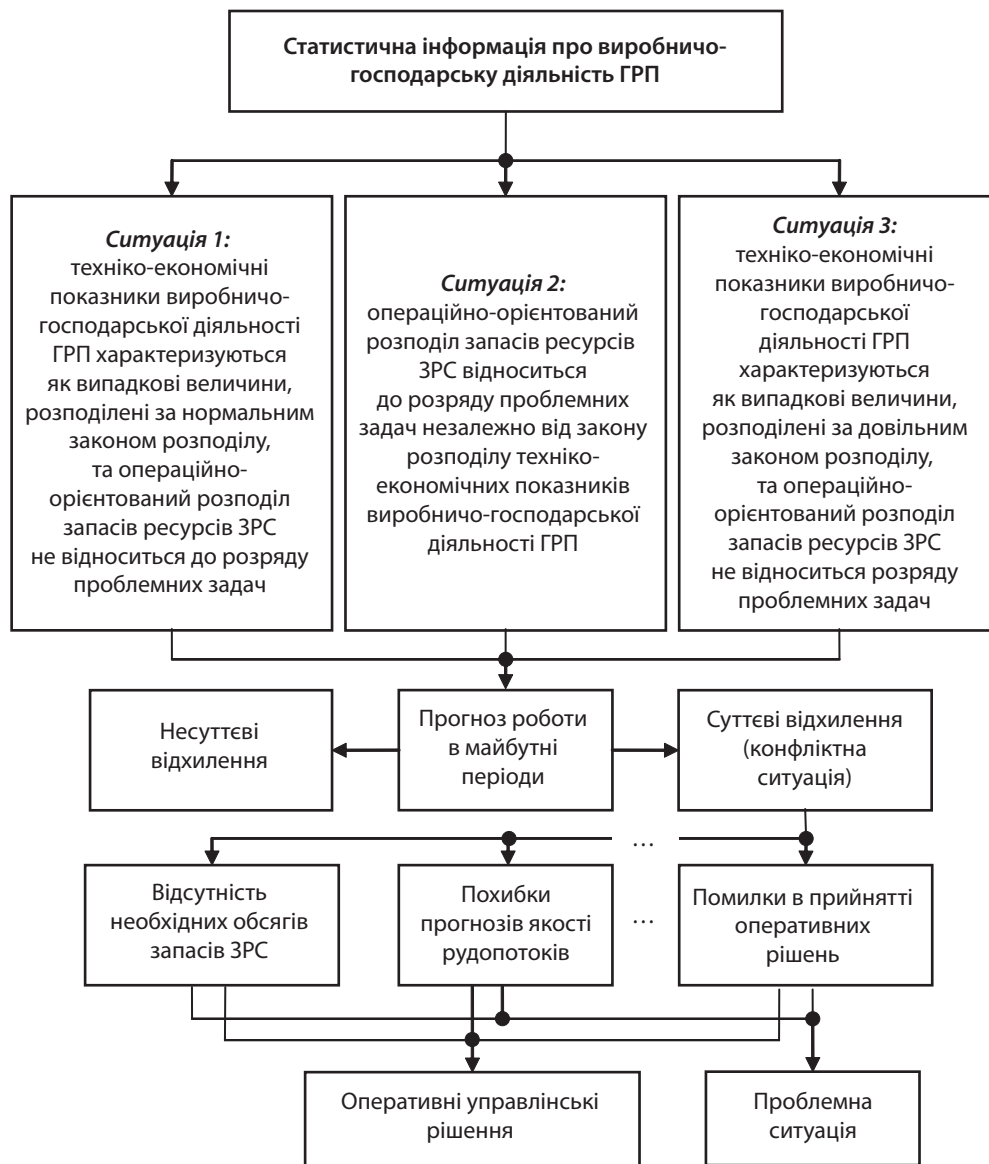 Статистична інформація про виробничо-
господарську діяльність ГРП
Ситуація 1:
техніко-економічні
показники виробничо-
господарської діяльності
ГРП характеризуються
як випадкові величини,
розподілені за нормальним
законом розподілу,
та операційно-
орієнтований розподіл
запасів ресурсів ЗРС
не відноситься до розряду
проблемних задач
Ситуація 2:
операційно-орієнтований
розподіл запасів ресурсів
ЗРС відноситься
до розряду проблемних
задач незалежно від закону
розподілу техніко-
економічних показників
виробничо-господарської
діяльності ГРП
Ситуація 3:
техніко-економічні
показники виробничо-
господарської
діяльності ГРП
характеризуються
як випадкові величини,
розподілені за довільним
законом розподілу,
та операційно-
орієнтований розподіл
запасів ресурсів ЗРС
не відноситься розряду
проблемних задач
Несуттєві
відхилення
Прогноз роботи
в майбутні
періоди
Суттєві відхилення
(конфліктна
ситуація)
...
Відсутність
необхідних обсягів
запасів ЗРС
Похибки
прогнозів якості
рудопотоків
...
Помилки в прийнятті
оперативних
рішень
Оперативні управлінські
рішення
Проблемна
ситуація